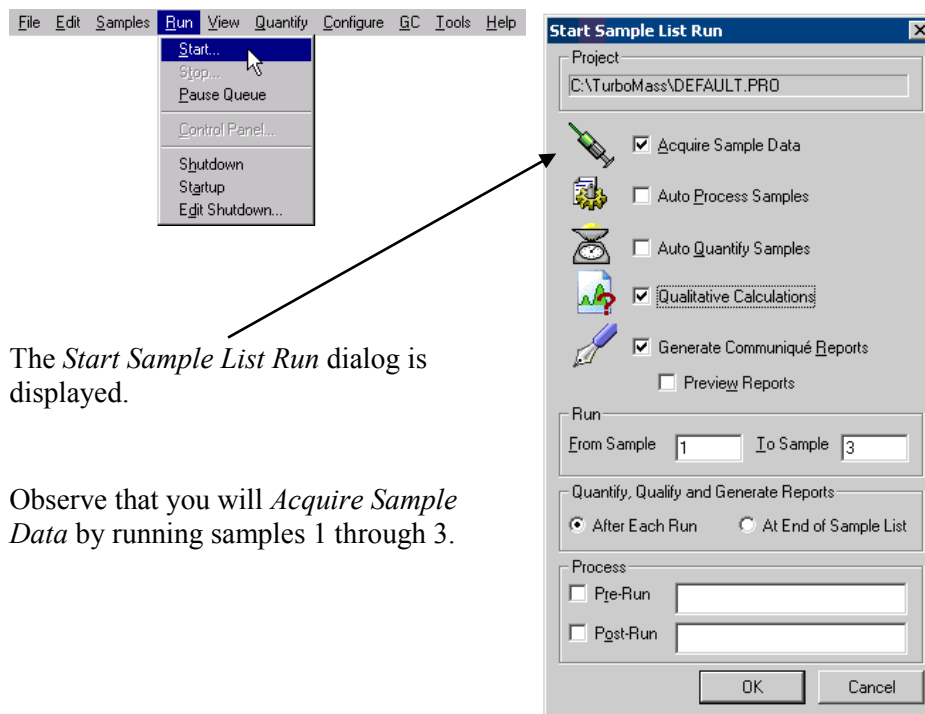 File Edit Samples Run View Quantify Configure GC Tools Help
Start...
Stop...
Pause Queue
Control Panel...
Shutdown
Startup
Edit Shutdown...
The Start Sample List Run dialog is
displayed.
Observe that you will Acquire Sample
Data by running samples 1 through 3.
Start Sample List Run
Project
C:\TurboMass\DEFAULT.PRO
Acquire Sample Data
Auto Process Samples
Auto Quantify Samples
Qualitative Calculations
Generate Communiqué Reports
Preview Reports
Run
From Sample 1 To Sample 3
Quantify, Qualify and Generate Reports
After Each Run At End of Sample List
Process
Pre-Run
Post-Run
OK Cancel